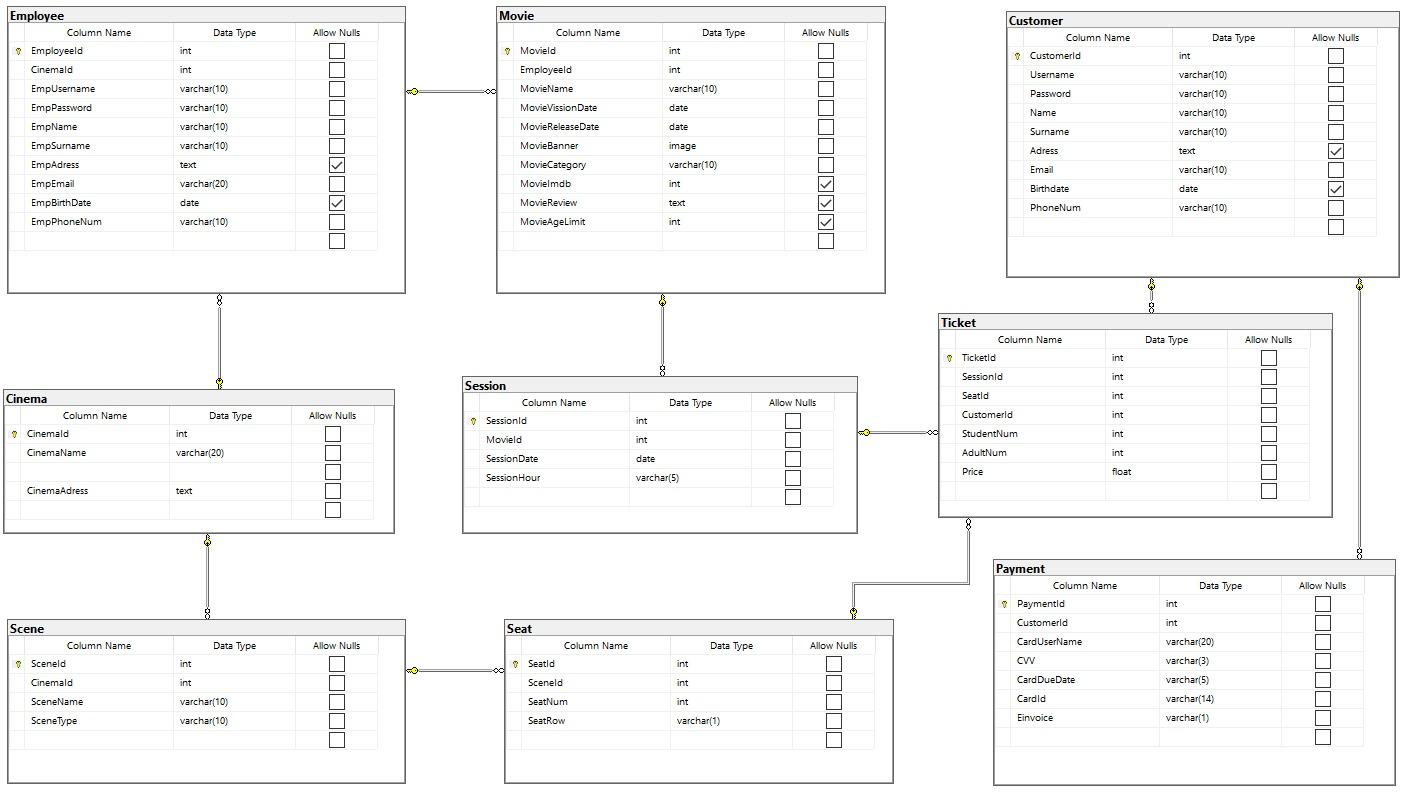 Employee
Column Name Data Type Allow Nulls
EmployeeId int
CinemaId int
EmpUsername varchar(10)
EmpPassword varchar(10)
EmpName varchar(10)
EmpSurname varchar(10)
EmpAdress text
EmpEmail varchar(20)
EmpBirthDate date
EmpPhoneNum varchar(10)
Movie
Column Name Data Type Allow Nulls
MovieId int
EmployeeId int
MovieName varchar(10)
MovieVissionDate date
MovieReleaseDate date
MovieBanner image
MovieCategory varchar(10)
MovieImdb int
MovieReview text
MovieAgeLimit int
Customer
Column Name Data Type Allow Nulls
CustomerId int
Username varchar(10)
Password varchar(10)
Name varchar(10)
Surname varchar(10)
Adress text
Email varchar(10)
Birthdate date
PhoneNum varchar(10)
Cinema
Column Name Data Type Allow Nulls
CinemaId int
CinemaName varchar(20)
CinemaAdress text
Session
Column Name Data Type Allow Nulls
SessionId int
MovieId int
SessionDate date
SessionHour varchar(5)
Ticket
Column Name Data Type Allow Nulls
TicketId int
SessionId int
SeatId int
CustomerId int
StudentNum int
AdultNum int
Price float
Scene
Column Name Data Type Allow Nulls
SceneId int
CinemaId int
SceneName varchar(10)
SceneType varchar(10)
Seat
Column Name Data Type Allow Nulls
SeatId int
SceneId int
SeatNum int
SeatRow varchar(1)
Payment
Column Name Data Type Allow Nulls
PaymentId int
CustomerId int
CardUserName varchar(20)
CVV varchar(3)
CardDueDate varchar(5)
CardId varchar(14)
Einvoice varchar(1)